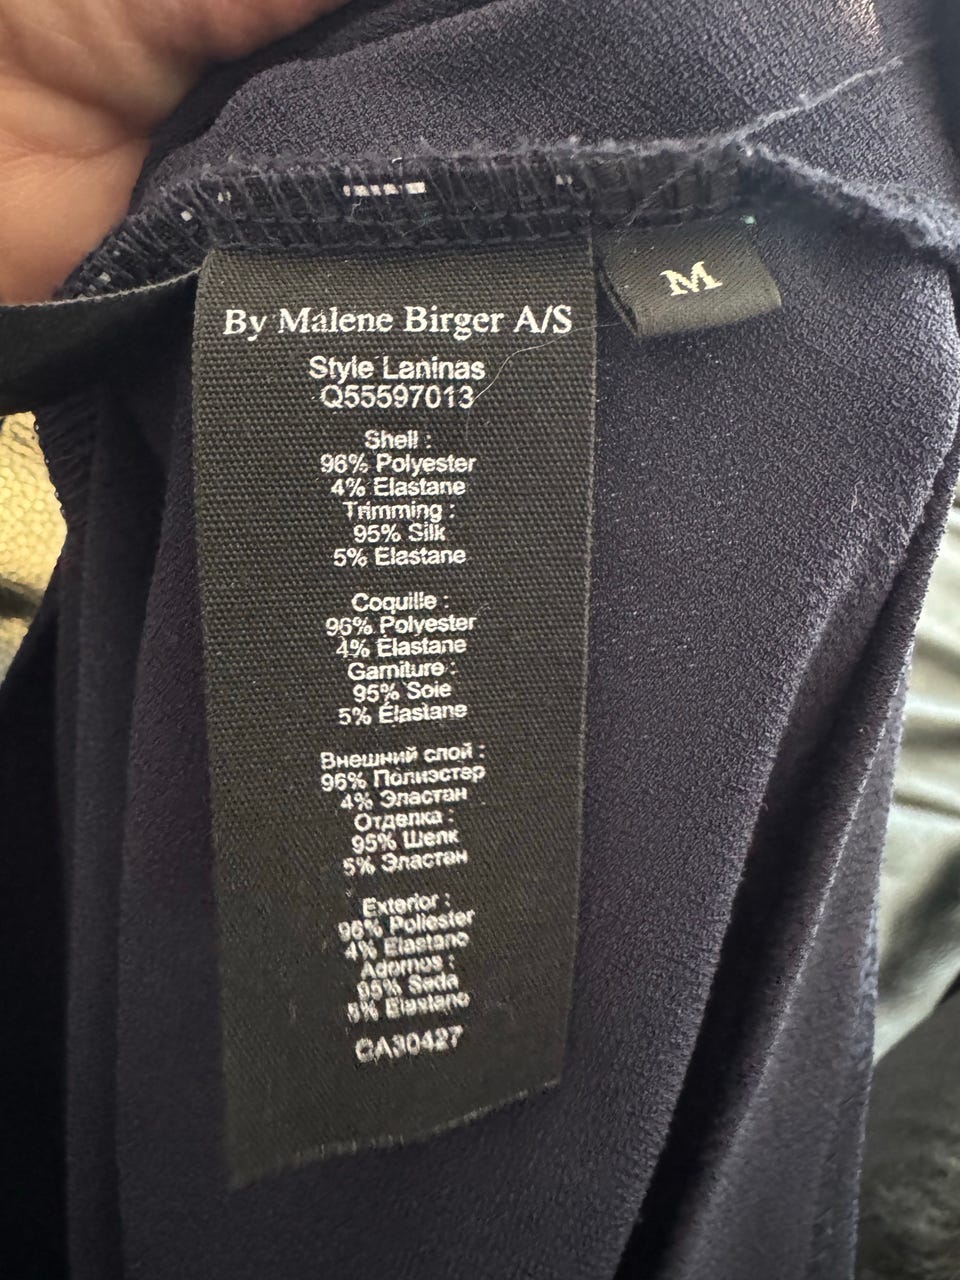 By Malene Birger A/S
M
Style Laninas
Q55597013
Shell :
96% Polyester
4% Elastane
Trimming :
95% Silk
5% Elastane
Coquille :
96% Polyester
4% Élastane
Garniture :
95% Soie
5% Élastane
Внешний слой :
96% Полиэстер
4% Эластан
Отделка :
95% Шелк
5% Эластан
Exterior :
96% Poliester
4% Elastano
Adornos :
95% Seda
5% Elastano
CA30427